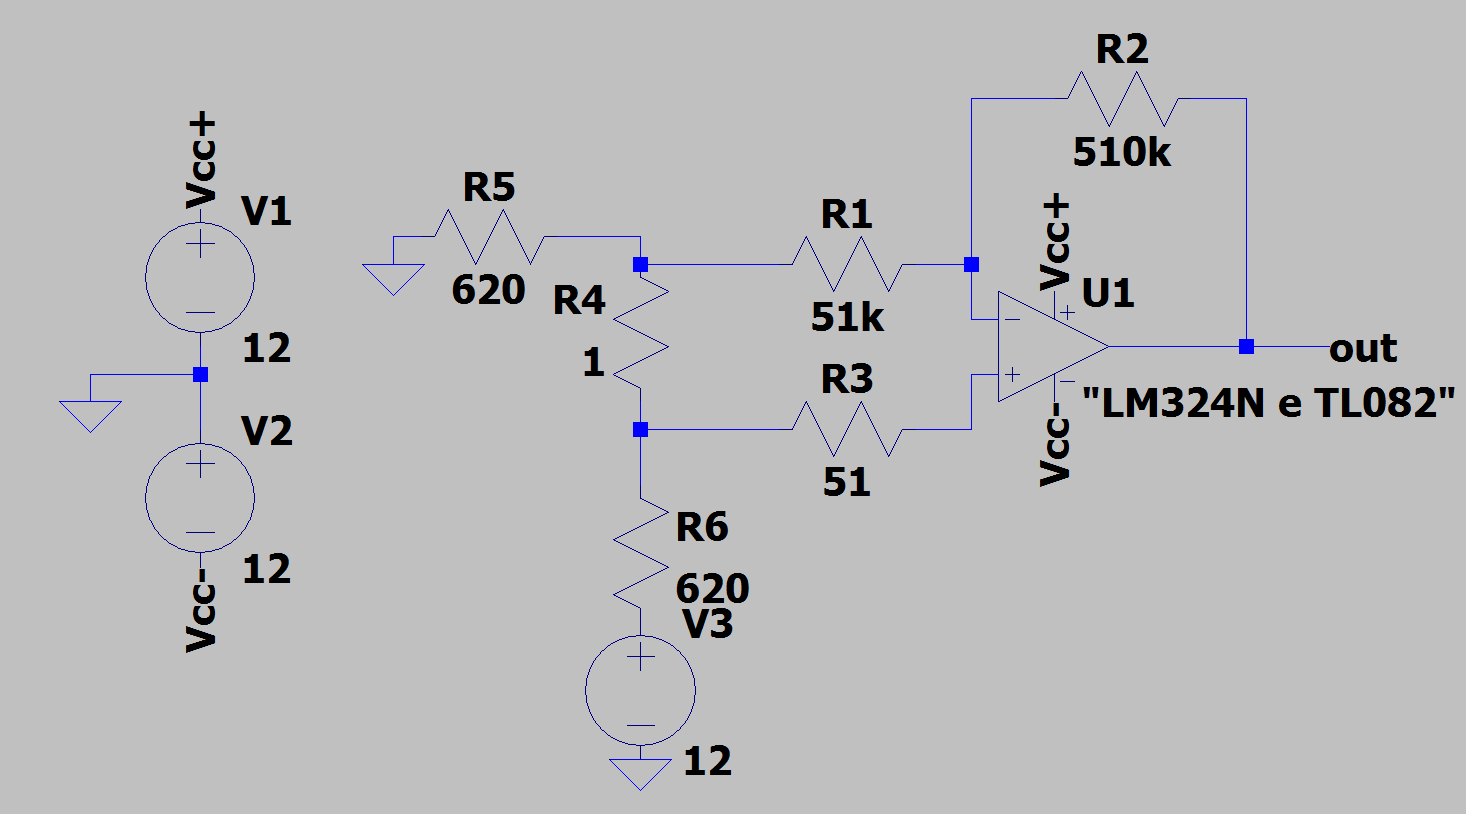 Vcc+
V1
12
V2
12
Vcc-
R5
620
R4
1
R1
51k
R2
510k
R3
51
R6
620
V3
12
Vcc+
U1
Vcc-
out
"LM324N e TL082"